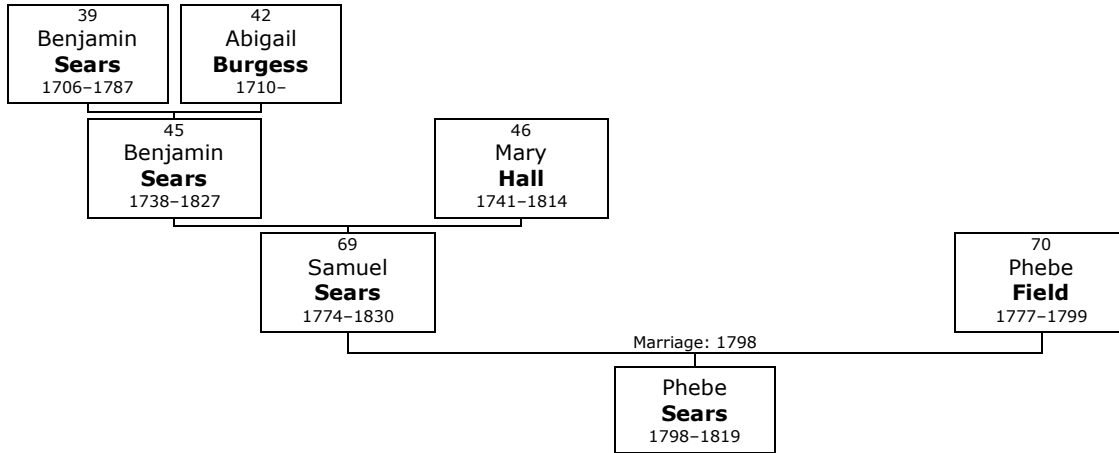 39
Benjamin
Sears
1706–1787
42
Abigail
Burgess
1710–
45
Benjamin
Sears
1738–1827
46
Mary
Hall
1741–1814
69
Samuel
Sears
1774–1830
70
Phebe
Field
1777–1799
Marriage: 1798
Phebe
Sears
1798–1819